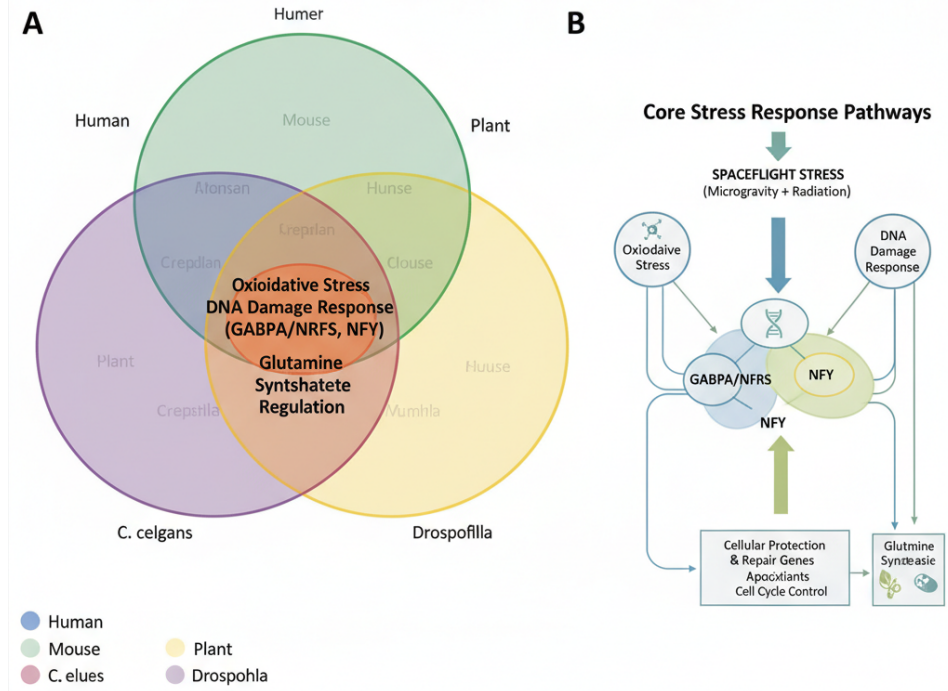 A
Humer
Human
Plant
Mouse
Atonsan
Hunse
Creprlan
Crepdlan
Clouse
Oxioidative Stress
DNA Damage Response
(GABPA/NRFS, NFY)
Glutamine
Syntshatete
Regulation
Plant
Huuse
Crepstlla
Vumhla
C. celgans
Drospofilla
Human
Mouse
C. elues
Plant
Drospohla
B
Core Stress Response Pathways
SPACEFLIGHT STRESS
(Microgravity + Radiation)
Oxiodaive
Stress
DNA
Damage
Response
GABPA/NFRS
NFY
NFY
Cellular Protection
& Repair Genes
Cell Cycle Control
Glutmine